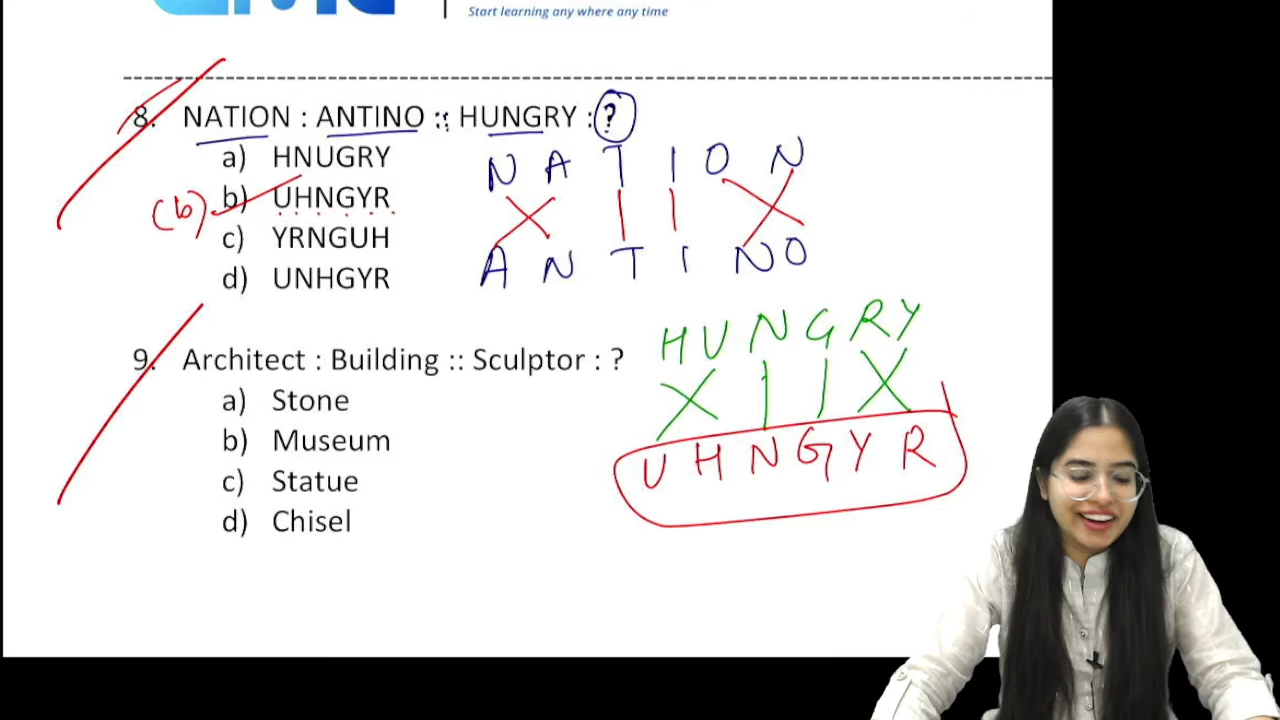 Start learning any where any time
8. NATION : ANTINO :: HUNGRY : ?
a) HNUGRY
b) UHNGYR
c) YRNGUH
d) UNHGYR
(b)
N A T I O N
A N T I N O
9. Architect : Building :: Sculptor : ?
a) Stone
b) Museum
c) Statue
d) Chisel
H U N G R Y
U H N G Y R